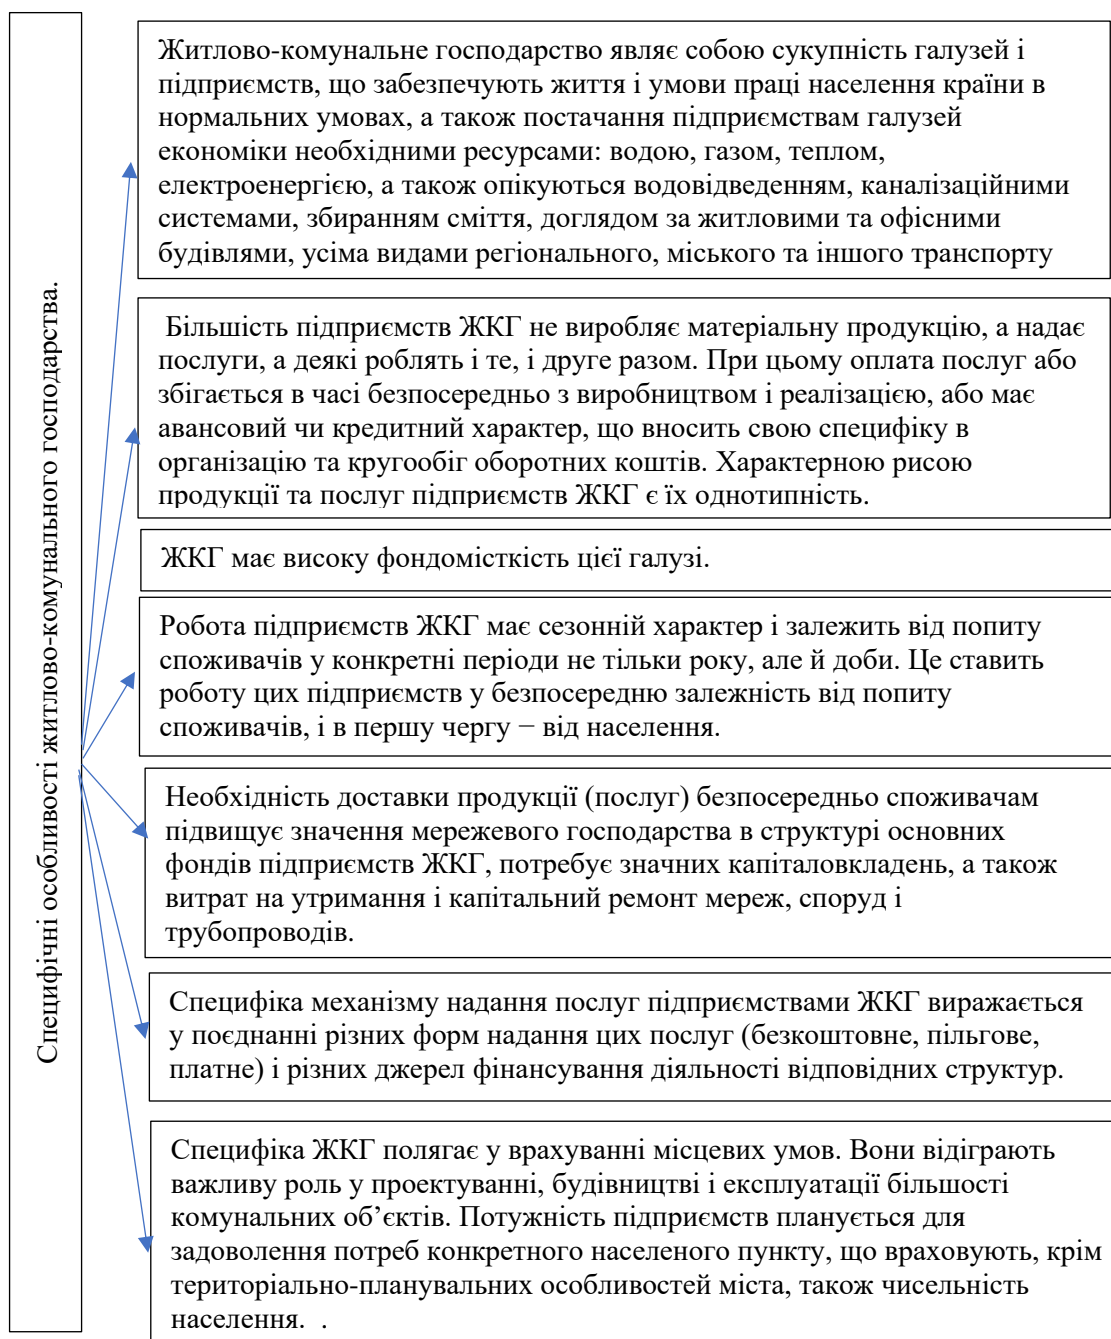 Специфічні особливості житлово-комунального господарства.
Житлово-комунальне господарство являє собою сукупність галузей і
підприємств, що забезпечують життя і умови праці населення країни в
нормальних умовах, а також постачання підприємствам галузей
економіки необхідними ресурсами: водою, газом, теплом,
електроенергією, а також опікуються водовідведенням, каналізаційними
системами, збиранням сміття, доглядом за житловими та офісними
будівлями, усіма видами регіонального, міського та іншого транспорту
Більшість підприємств ЖКГ не виробляє матеріальну продукцію, а надає
послуги, а деякі роблять і те, і друге разом. При цьому оплата послуг або
збігається в часі безпосередньо з виробництвом і реалізацією, або має
авансовий чи кредитний характер, що вносить свою специфіку в
організацію та кругообіг оборотних коштів. Характерною рисою
продукції та послуг підприємств ЖКГ є їх однотипність.
ЖКГ має високу фондомісткість цієї галузі.
Робота підприємств ЖКГ має сезонній характер і залежить від попиту
споживачів у конкретні періоди не тільки року, але й доби. Це ставить
роботу цих підприємств у безпосередню залежність від попиту
споживачів, і в першу чергу − від населення.
Необхідність доставки продукції (послуг) безпосередньо споживачам
підвищує значення мережевого господарства в структурі основних
фондів підприємств ЖКГ, потребує значних капіталовкладень, а також
витрат на утримання і капітальний ремонт мереж, споруд і
трубопроводів.
Специфіка механізму надання послуг підприємствами ЖКГ виражається
у поєднанні різних форм надання цих послуг (безкоштовне, пільгове,
платне) і різних джерел фінансування діяльності відповідних структур.
Специфіка ЖКГ полягає у врахуванні місцевих умов. Вони відіграють
важливу роль у проектуванні, будівництві і експлуатації більшості
комунальних об’єктів. Потужність підприємств планується для
задоволення потреб конкретного населеного пункту, що враховують, крім
територіально-планувальних особливостей міста, також чисельність
населення. .